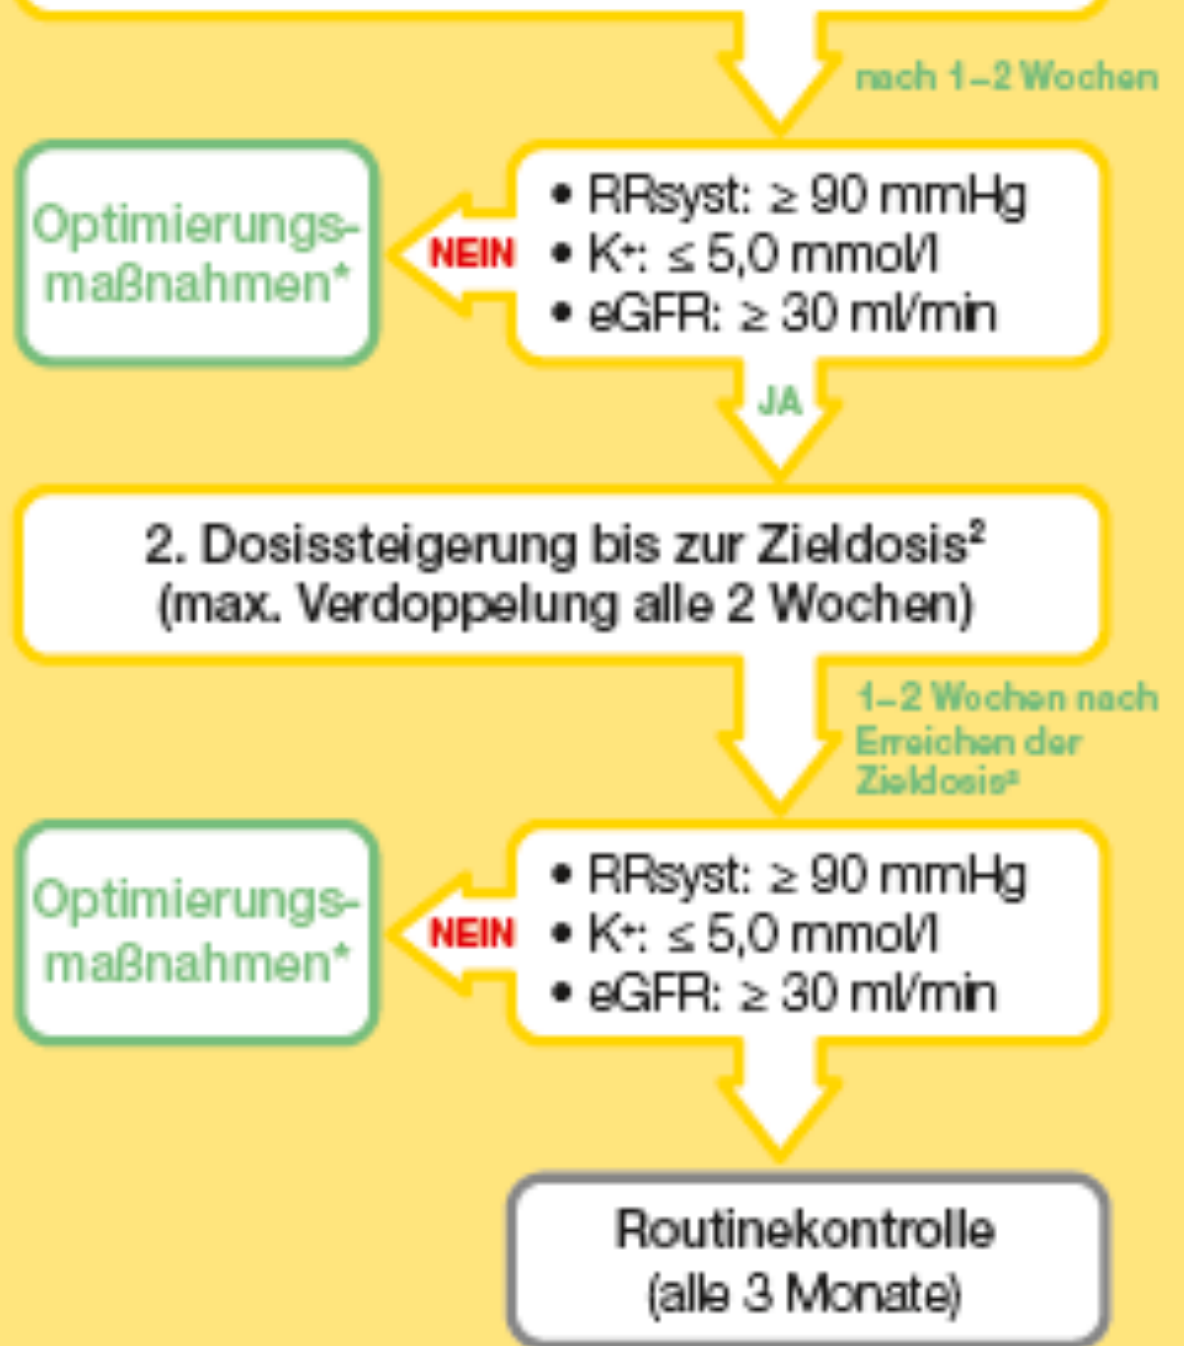 nach 1–2 Wochen
Optimierungs-
maßnahmen*
NEIN
• RRsyst: ≥ 90 mmHg
• K⁺: ≤ 5,0 mmol/l
• eGFR: ≥ 30 ml/min
JA
2. Dosissteigerung bis zur Zieldosis²
(max. Verdoppelung alle 2 Wochen)
1–2 Wochen nach
Erreichen der
Zieldosis²
Optimierungs-
maßnahmen*
NEIN
• RRsyst: ≥ 90 mmHg
• K⁺: ≤ 5,0 mmol/l
• eGFR: ≥ 30 ml/min
Routinekontrolle
(alle 3 Monate)